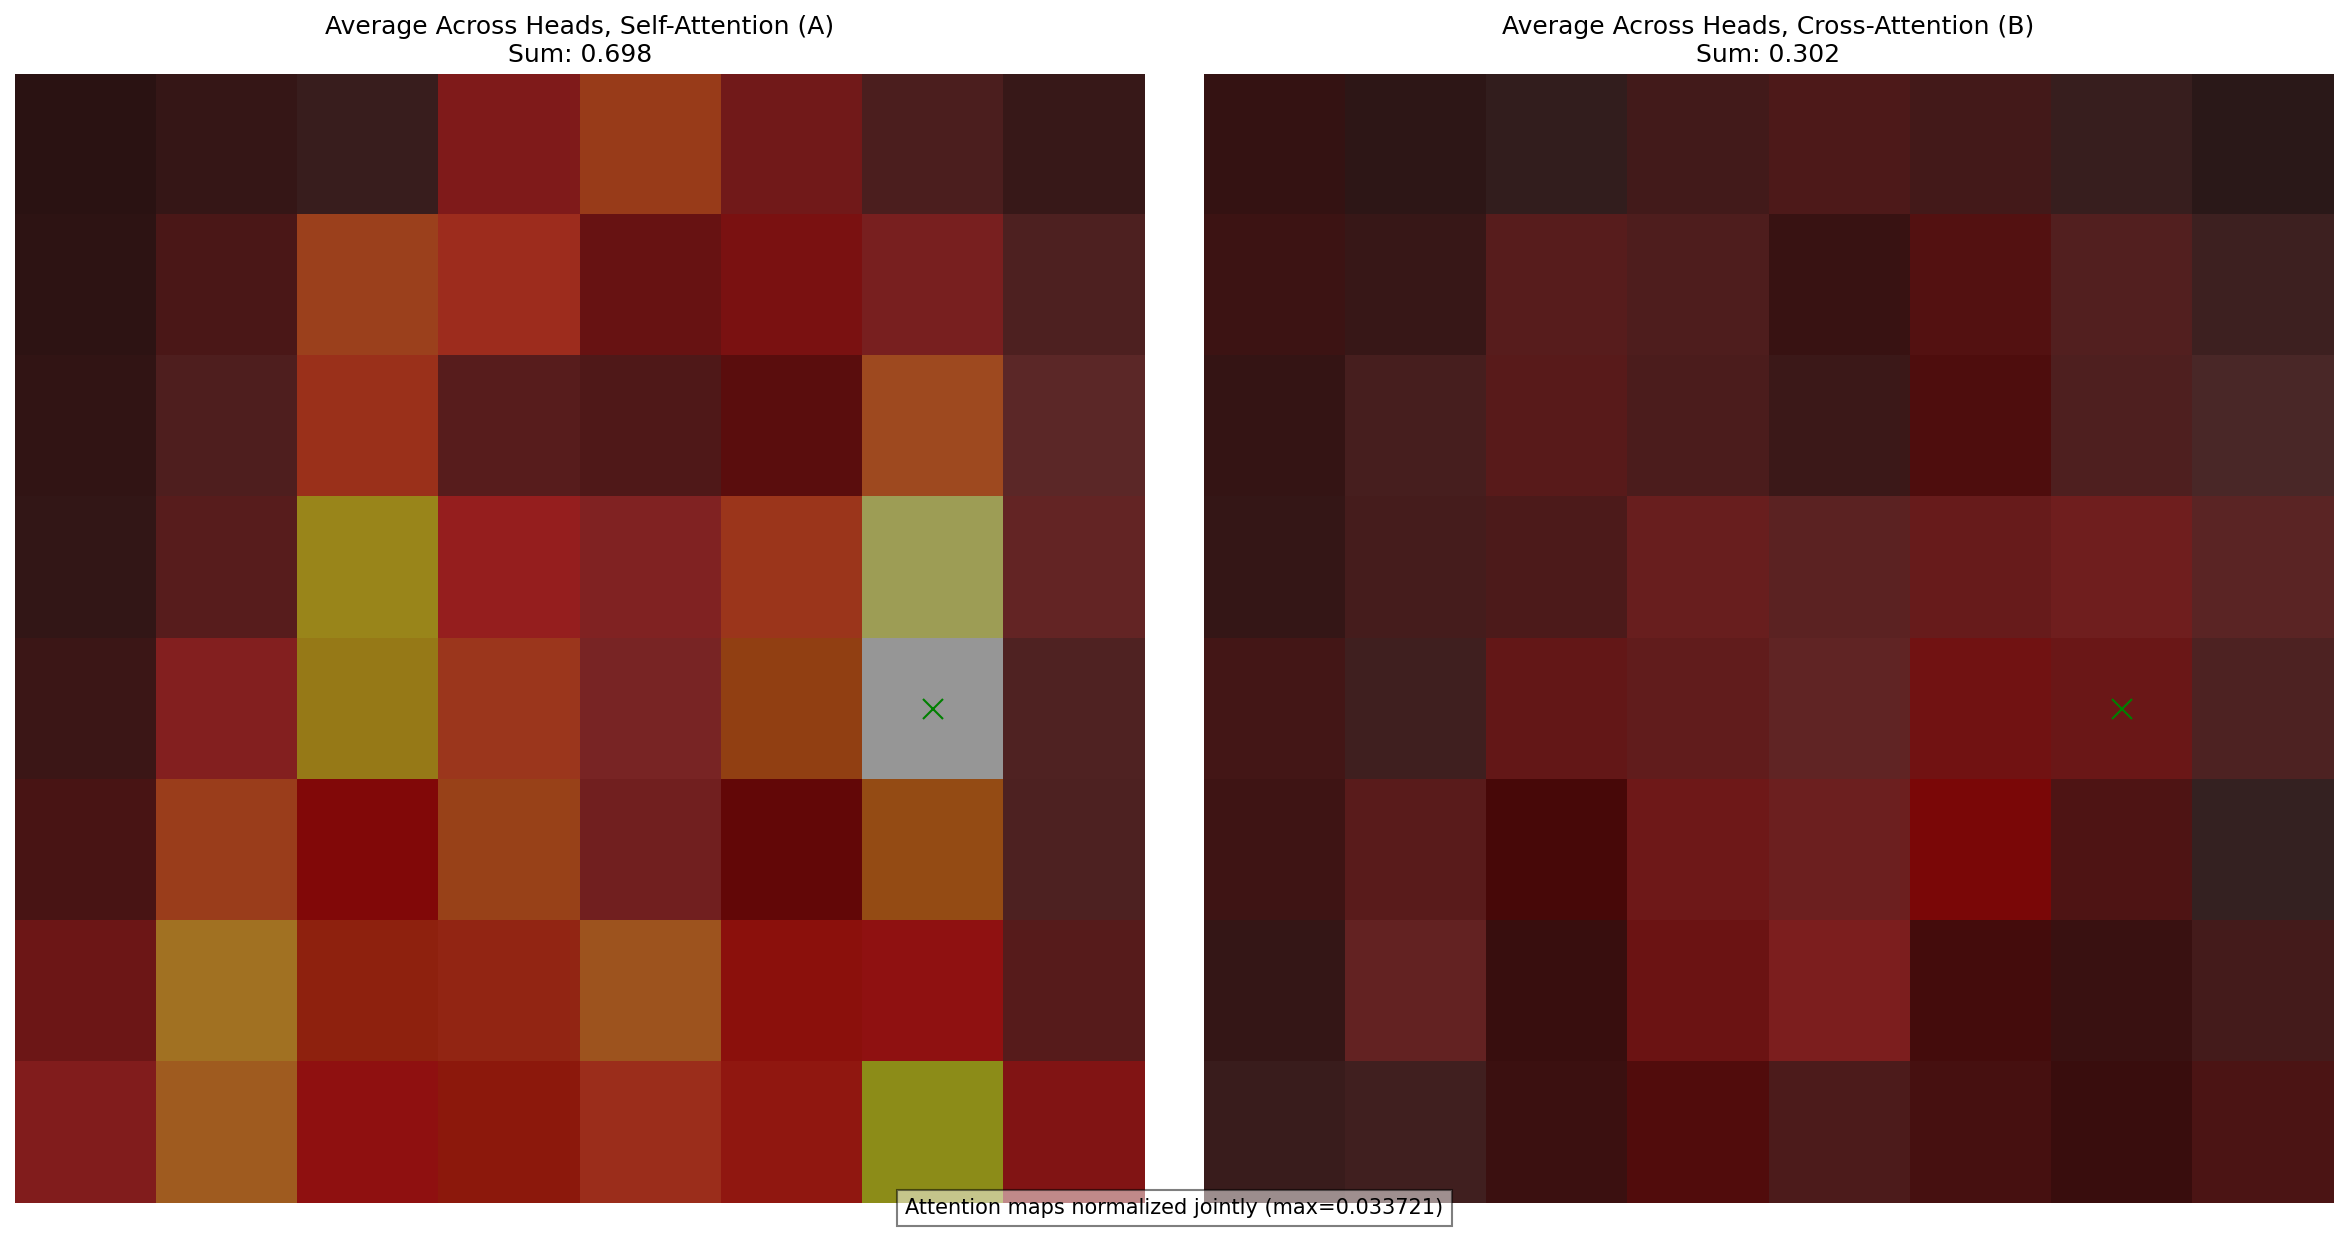 Average Across Heads, Self-Attention (A)
Sum: 0.698
Average Across Heads, Cross-Attention (B)
Sum: 0.302
Attention maps normalized jointly (max=0.033721)